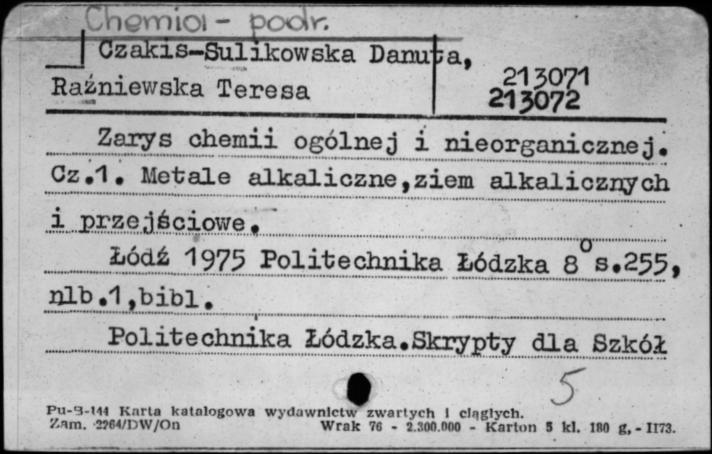 Chemia - podr.
Czakis-Sulikowska Danuta,
213071
Raźniewska Teresa
213072
Zarys chemii ogólnej i nieorganicznej.
Cz.1. Metale alkaliczne,ziem alkalicznych
i przejściowe.
Łódź 1975 Politechnika Łódzka 8° s.255,
nlb.1,bibl.
Politechnika Łódzka.Skrypty dla Szkół
5
Pu-3-144 Karta katalogowa wydawnictw zwartych i ciągłych.
Zam. 2264/DW/On Wrak 76 - 2.300.000 - Karton 5 kl. 180 g. - II73.